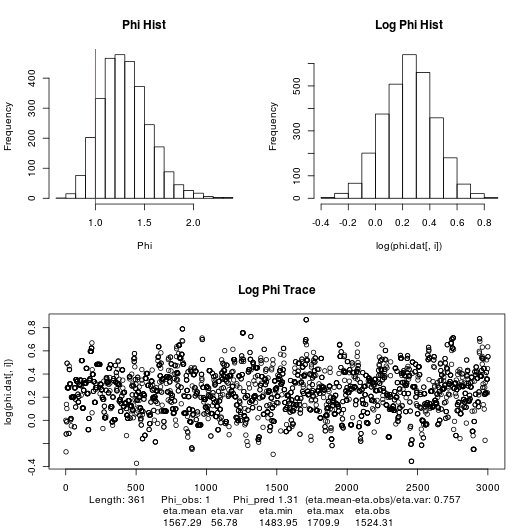 Phi Hist
Frequency
0 100 200 300 400
1.0 1.5 2.0
Phi
Log Phi Hist
Frequency
0 100 300 500
-0.4 -0.2 0.0 0.2 0.4 0.6 0.8
log(phi.dat[, i])
Log Phi Trace
log(phi.dat[, i])
-0.4 0.0 0.2 0.4 0.6 0.8
0 500 1000 1500 2000 2500 3000
Length: 361 Phi_obs: 1 Phi_pred 1.31 (eta.mean-eta.obs)/eta.var: 0.757
eta.mean eta.var eta.min eta.max eta.obs
1567.29 56.78 1483.95 1709.9 1524.31